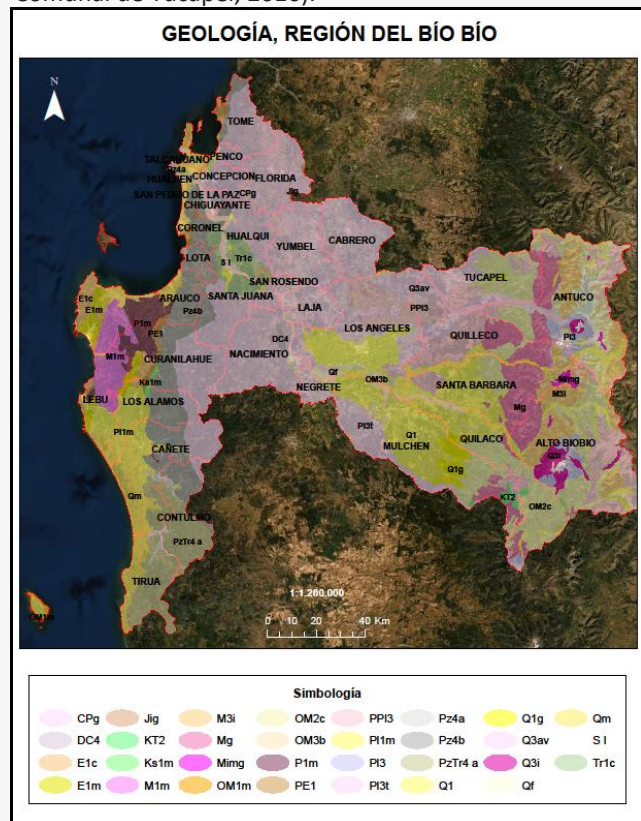 Comunal de Tucapel, 2020).
GEOLOGÍA, REGIÓN DEL BÍO BÍO
N
TOME
TALCAHUANO PENCO
Pz4a
HUALPEN CONCEPCION FLORIDA
SAN PEDRO DE LA PAZ CPg Jig
CHIGUAYANTE
CORONEL HUALQUI YUMBEL CABRERO
LOTA S I Tr1c
SAN ROSENDO
Q3av TUCAPEL ANTUCO
E1c ARAUCO SANTA JUANA LAJA PPl3
E1m P1m Pz4b LOS ANGELES QUILLECO Pl3
PE1 DC4
M1m CURANILAHUE NACIMIENTO
Ks1m Qf OM3b Mimg
LEBU LOS ALAMOS NEGRETE SANTA BARBARA M3i
Mg
Pl1m Pl3t Q1 QUILACO ALTO BIOBIO
CAÑETE MULCHEN Q3i
Q1g
Qm KT2 OM2c
CONTULMO
PzTr4 a
TIRUA
OM1m
1:1.200.000
0 10 20 40 Km
Simbología
CPg Jig M3i OM2c PPl3 Pz4a Q1g Qm
DC4 KT2 Mg OM3b Pl1m Pz4b Q3av S I
E1c Ks1m Mimg P1m Pl3 PzTr4 a Q3i Tr1c
E1m M1m OM1m PE1 Pl3t Q1 Qf